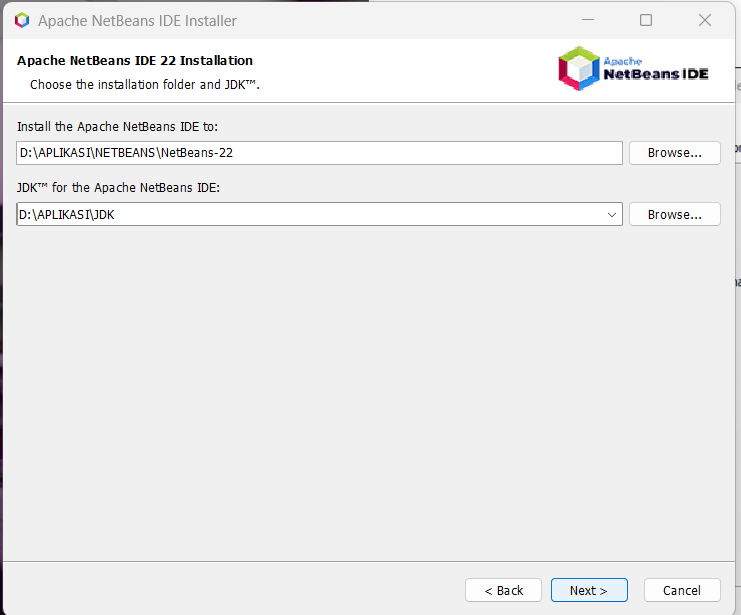 Apache NetBeans IDE Installer
Apache NetBeans IDE 22 Installation
Choose the installation folder and JDK™.
Apache
NetBeans IDE
Install the Apache NetBeans IDE to:
D:\APLIKASI\NETBEANS\NetBeans-22
Browse...
JDK™ for the Apache NetBeans IDE:
D:\APLIKASI\JDK
Browse...
< Back
Next >
Cancel